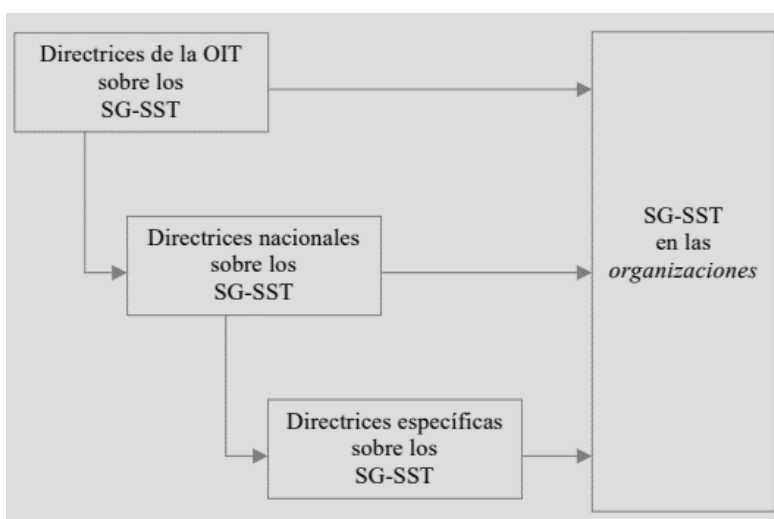 Directrices de la OIT
sobre los
SG-SST
Directrices nacionales
sobre los
SG-SST
SG-SST
en las
organizaciones
Directrices específicas
sobre los
SG-SST